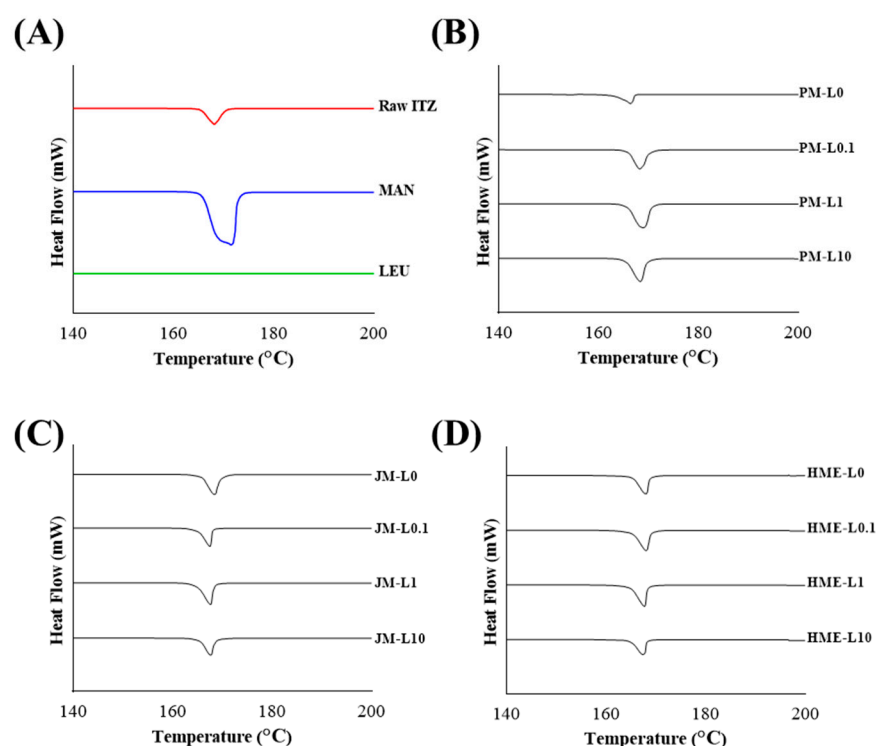 (A)
Heat Flow (mW)
Raw ITZ
MAN
LEU
140 160 180 200
Temperature (°C)
(B)
Heat Flow (mW)
PM-L0
PM-L0.1
PM-L1
PM-L10
140 160 180 200
Temperature (°C)
(C)
Heat Flow (mW)
JM-L0
JM-L0.1
JM-L1
JM-L10
140 160 180 200
Temperature (°C)
(D)
Heat Flow (mW)
HME-L0
HME-L0.1
HME-L1
HME-L10
140 160 180 200
Temperature (°C)